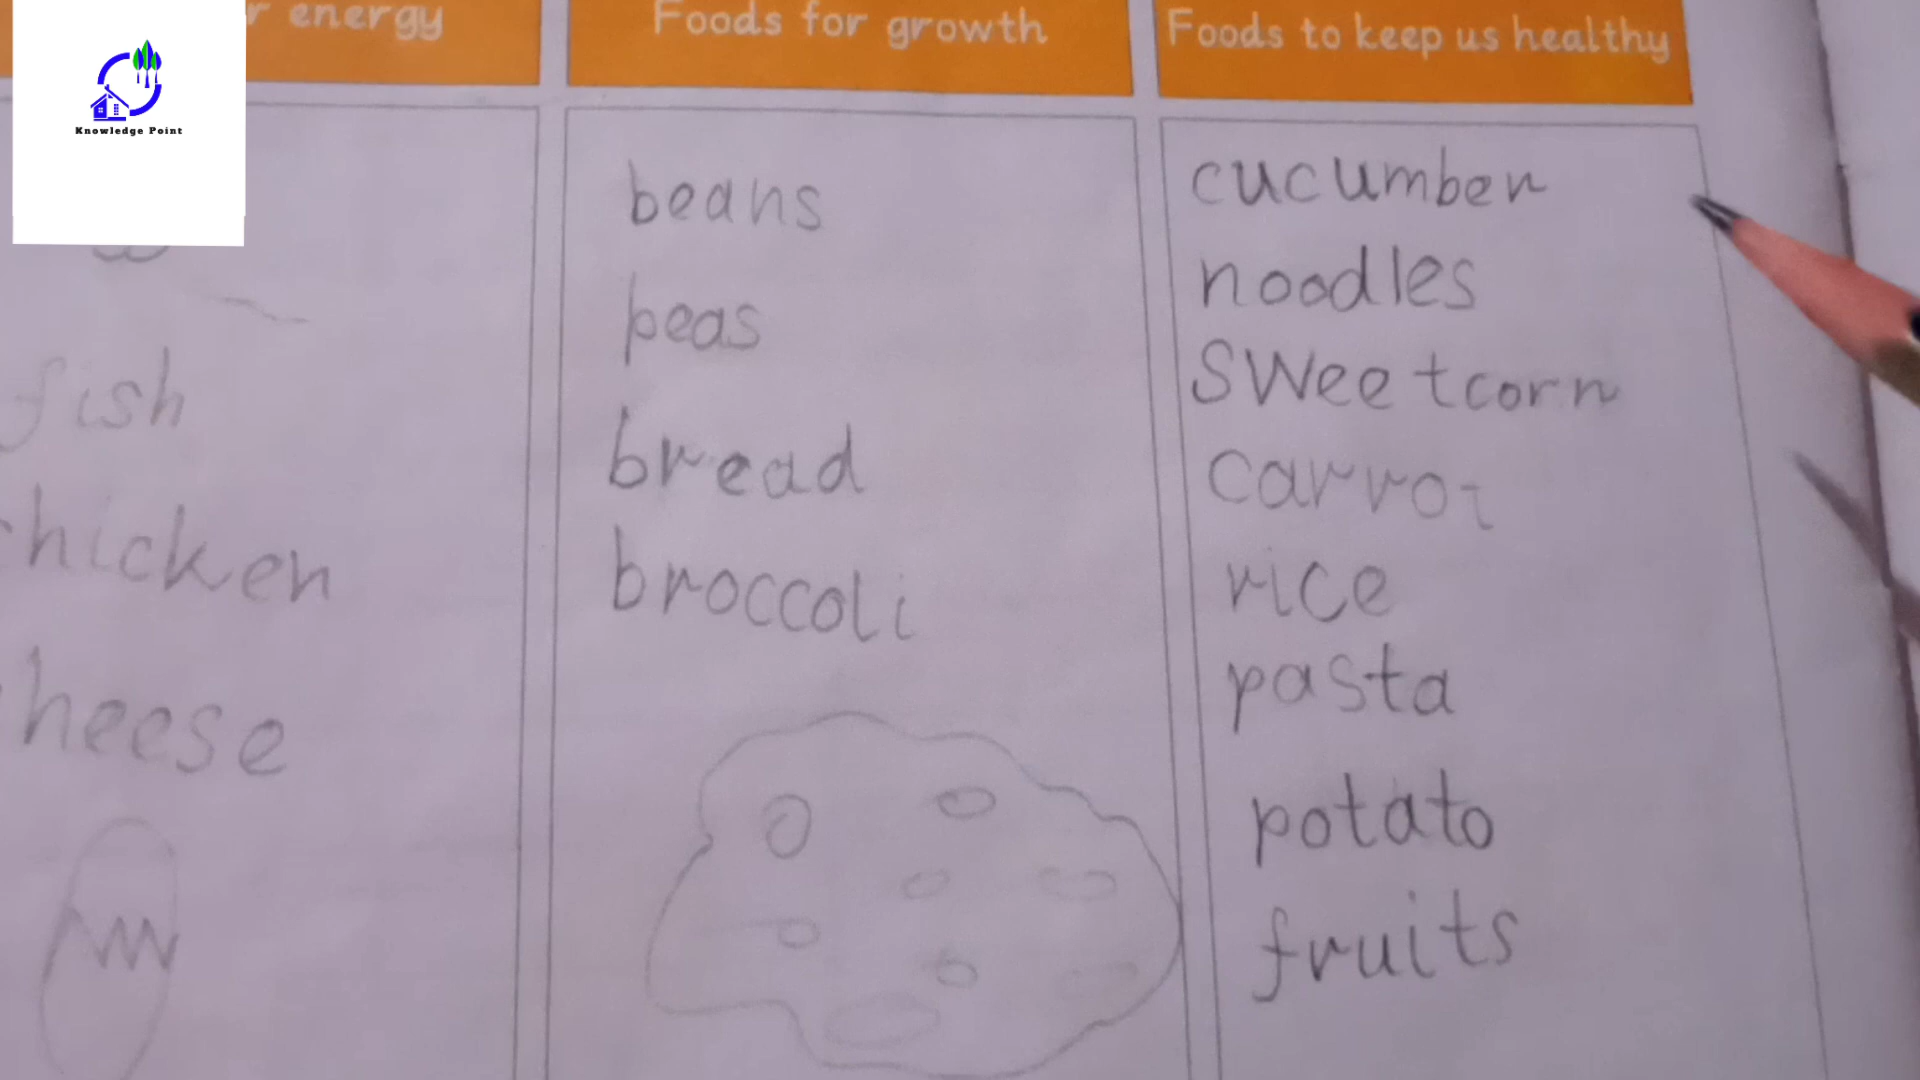 r energy
Foods for growth
Foods to keep us healthy
Knowledge Point
fish
hicken
heese
beans
peas
bread
broccoli
cucumber
noodles
Sweetcorn
carrot
rice
pasta
potato
fruits